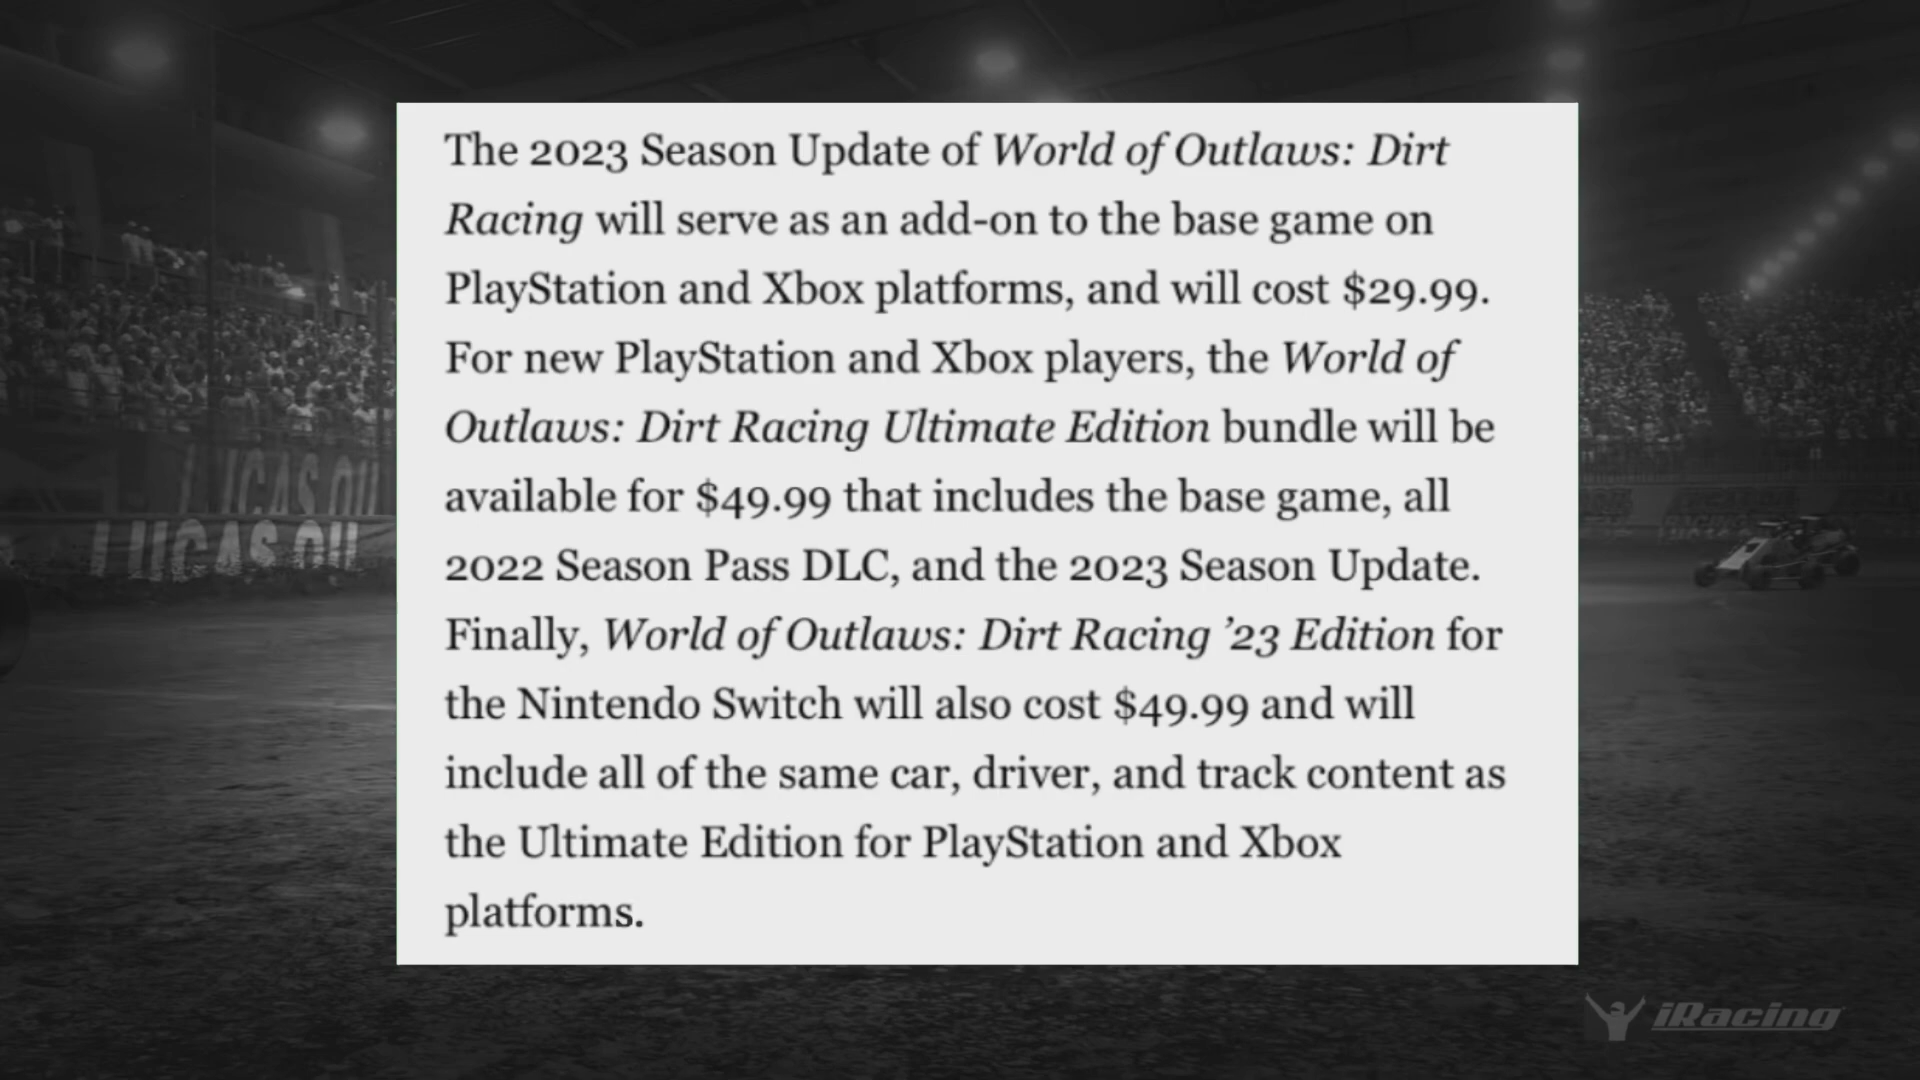 The 2023 Season Update of World of Outlaws: Dirt
Racing will serve as an add-on to the base game on
PlayStation and Xbox platforms, and will cost $29.99.
For new PlayStation and Xbox players, the World of
Outlaws: Dirt Racing Ultimate Edition bundle will be
available for $49.99 that includes the base game, all
2022 Season Pass DLC, and the 2023 Season Update.
Finally, World of Outlaws: Dirt Racing ’23 Edition for
the Nintendo Switch will also cost $49.99 and will
include all of the same car, driver, and track content as
the Ultimate Edition for PlayStation and Xbox
platforms.
LUCAS OIL
LUCAS OIL
iRacing